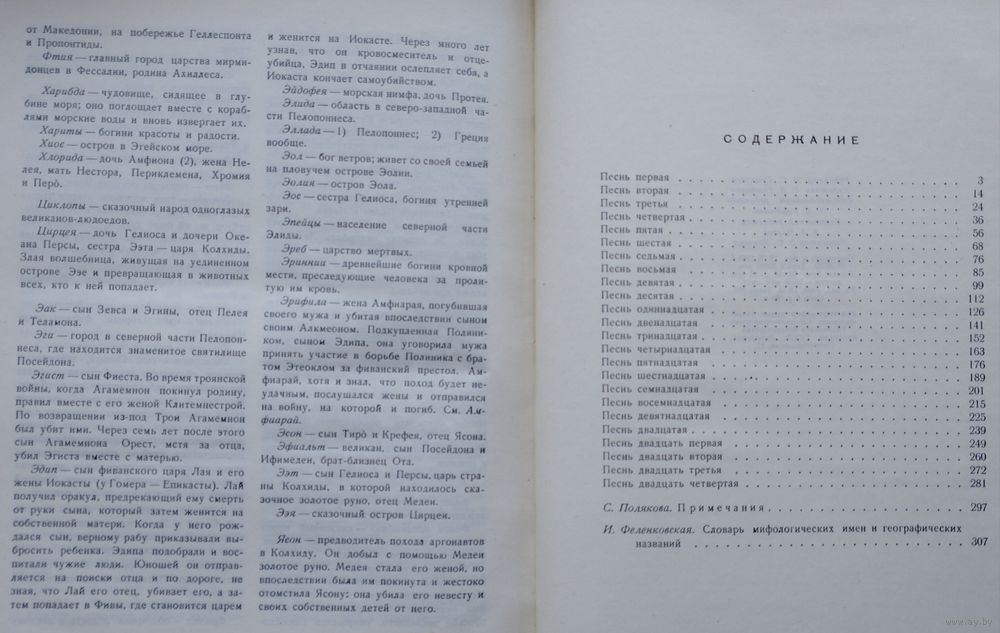 от Македонии, на побережье Геллеспонта
и Пропонтиды.
Фтия — главный город царства мирми-
донцев в Фессалии, родина Ахиллеса.
Харибда — чудовище, сидящее в глу-
бине моря; оно поглощает вместе с кораб-
лями морские воды и вновь извергает их.
Хариты — богини красоты и радости.
Хиос — остров в Эгейском море.
Хлорида — дочь Амфиона (2), жена Не-
лея, мать Нестора, Периклемена, Хромия
и Перо́.
Циклопы — сказочный народ одноглазых
великанов-людоедов.
Цирцея — дочь Гелиоса и дочери Оке-
ана Персы, сестра Ээта — царя Колхиды.
Злая волшебница, живущая на уединенном
острове Ээе и превращающая в животных
всех, кто к ней попадает.
Эак — сын Зевса и Эгины, отец Пелея
и Теламона.
Эги — город в северной части Пелопон-
неса, где находится знаменитое святилище
Посейдона.
Эгист — сын Фиеста. Во время троянской
войны, когда Агамемнон покинул родину,
правил вместе с его женой Клитемнестрой.
По возвращении из-под Трои Агамемнон
был убит ими. Через семь лет после этого
сын Агамемнона Орест, мстя за отца,
убил Эгиста вместе с матерью.
Эдип — сын фиванского царя Лая и его
жены Иокасты (у Гомера — Епикасты). Лай
получил оракул, предрекающий ему смерть
от руки сына, который затем женится на
собственной матери. Когда у него рож-
дался сын, верному рабу приказывали вы-
бросить ребенка. Эдипа подобрали и вос-
питали чужие люди. Юношей он отправ-
ляется на поиски отца и по дороге, не
зная, что Лай его отец, убивает его, а за-
тем попадает в Фивы, где становится царем
и женится на Иокасте. Через много лет
узнав, что он кровосмеситель и отце-
убийца, Эдип в отчаянии ослепляет себя, а
Иокаста кончает самоубийством.
Эйдофея — морская нимфа, дочь Протея.
Элида — область в северо-западной ча-
сти Пелопоннеса.
Эллада — 1) Пелопоннес; 2) Греция
вообще.
Эол — бог ветров; живет со своей семьей
на пловучем острове Эолии.
Эолия — остров Эола.
Эос — сестра Гелиоса, богиня утренней
зари.
Эпейцы — население северной части
Элиды.
Эреб — царство мертвых.
Эриннии — древнейшие богини кровной
мести, преследующие человека за проли-
тую им кровь.
Эрифила — жена Амфиарая, погубившая
своего мужа и убитая впоследствии сыном
своим Алкмеоном. Подкупленная Полини-
ком, сыном Эдипа, она уговорила мужа
принять участие в борьбе Полиника с бра-
том Этеоклом за фиванский престол. Ам-
фиарай, хотя и знал, что поход будет не-
удачным, послушался жены и отправился
на войну, на которой и погиб. См. Ам-
фиарай.
Эсон — сын Тиро́ и Крефея, отец Ясона.
Эфиальт — великан, сын Посейдона и
Ифимедеи, брат-близнец Ота.
Ээт — сын Гелиоса и Персы, царь стра-
ны Колхиды, в которой находилось ска-
зочное золотое руно, отец Медеи.
Ээя — сказочный остров Цирцеи.
Ясон — предводитель похода аргонавтов
в Колхиду. Он добыл с помощью Медеи
золотое руно. Медея стала его женой, но
впоследствии была им покинута и жестоко
отомстила Ясону: она убила его невесту и
своих собственных детей от него.
СОДЕРЖАНИЕ
Песнь первая . . . 3
Песнь вторая . . . 14
Песнь третья . . . 24
Песнь четвертая . . . 36
Песнь пятая . . . 56
Песнь шестая . . . 68
Песнь седьмая . . . 76
Песнь восьмая . . . 85
Песнь девятая . . . 99
Песнь десятая . . . 112
Песнь одиннадцатая . . . 126
Песнь двенадцатая . . . 141
Песнь тринадцатая . . . 152
Песнь четырнадцатая . . . 163
Песнь пятнадцатая . . . 176
Песнь шестнадцатая . . . 189
Песнь семнадцатая . . . 201
Песнь восемнадцатая . . . 215
Песнь девятнадцатая . . . 225
Песнь двадцатая . . . 239
Песнь двадцать первая . . . 249
Песнь двадцать вторая . . . 260
Песнь двадцать третья . . . 272
Песнь двадцать четвертая . . . 281
С. Полякова. Примечания . . . 297
И. Феленковская. Словарь мифологических имен и географических
названий . . . 307
www.ay.by